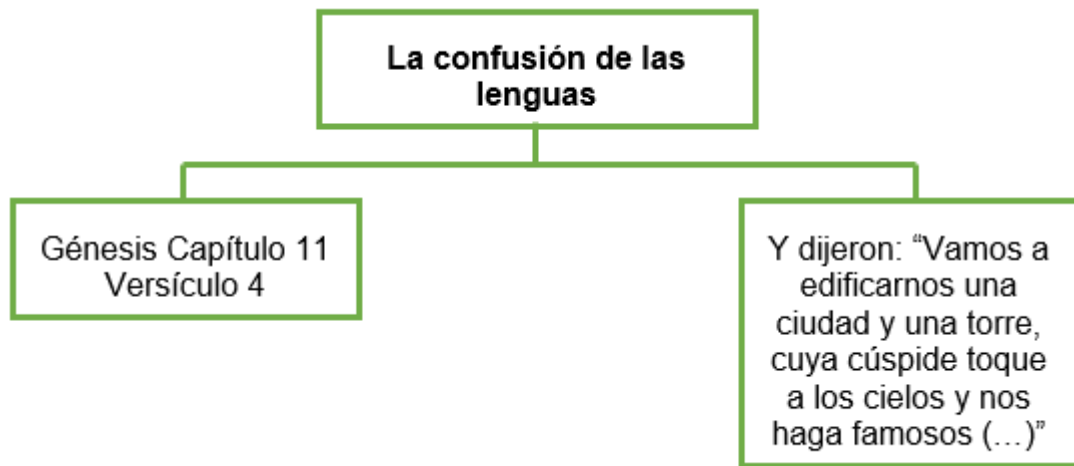 La confusión de las
lenguas
Génesis Capítulo 11
Versículo 4
Y dijeron: “Vamos a
edificarnos una
ciudad y una torre,
cuya cúspide toque
a los cielos y nos
haga famosos (…)”